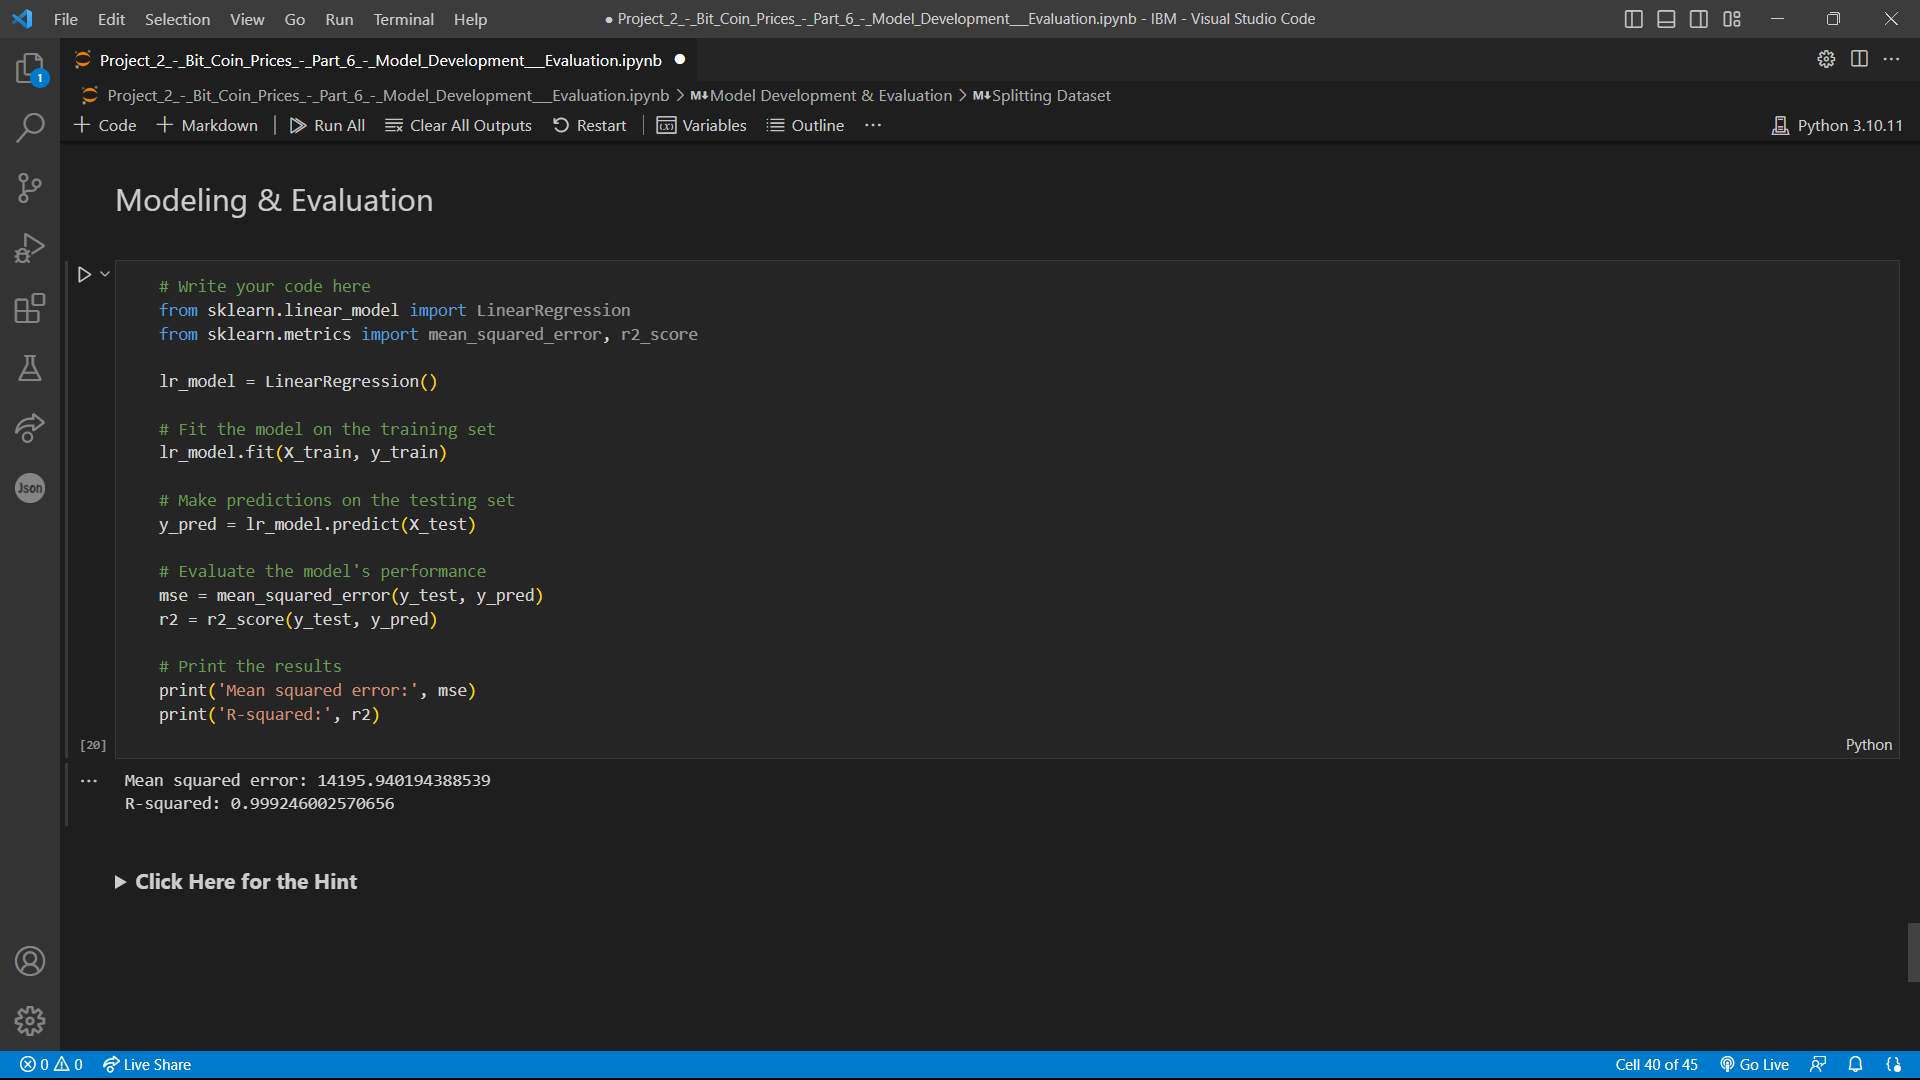 File Edit Selection View Go Run Terminal Help ● Project_2_-_Bit_Coin_Prices_-_Part_6_-_Model_Development___Evaluation.ipynb - IBM - Visual Studio Code
Project_2_-_Bit_Coin_Prices_-_Part_6_-_Model_Development___Evaluation.ipynb ●
Project_2_-_Bit_Coin_Prices_-_Part_6_-_Model_Development___Evaluation.ipynb > M↓Model Development & Evaluation > M↓Splitting Dataset
+ Code + Markdown | Run All Clear All Outputs Restart | Variables Outline ··· Python 3.10.11
1
Json
Modeling & Evaluation
# Write your code here
from sklearn.linear_model import LinearRegression
from sklearn.metrics import mean_squared_error, r2_score
lr_model = LinearRegression()
# Fit the model on the training set
lr_model.fit(X_train, y_train)
# Make predictions on the testing set
y_pred = lr_model.predict(X_test)
# Evaluate the model's performance
mse = mean_squared_error(y_test, y_pred)
r2 = r2_score(y_test, y_pred)
# Print the results
print('Mean squared error:', mse)
print('R-squared:', r2)
[20] Python
··· Mean squared error: 14195.940194388539
R-squared: 0.999246002570656
Click Here for the Hint
0 0 Live Share Cell 40 of 45 Go Live